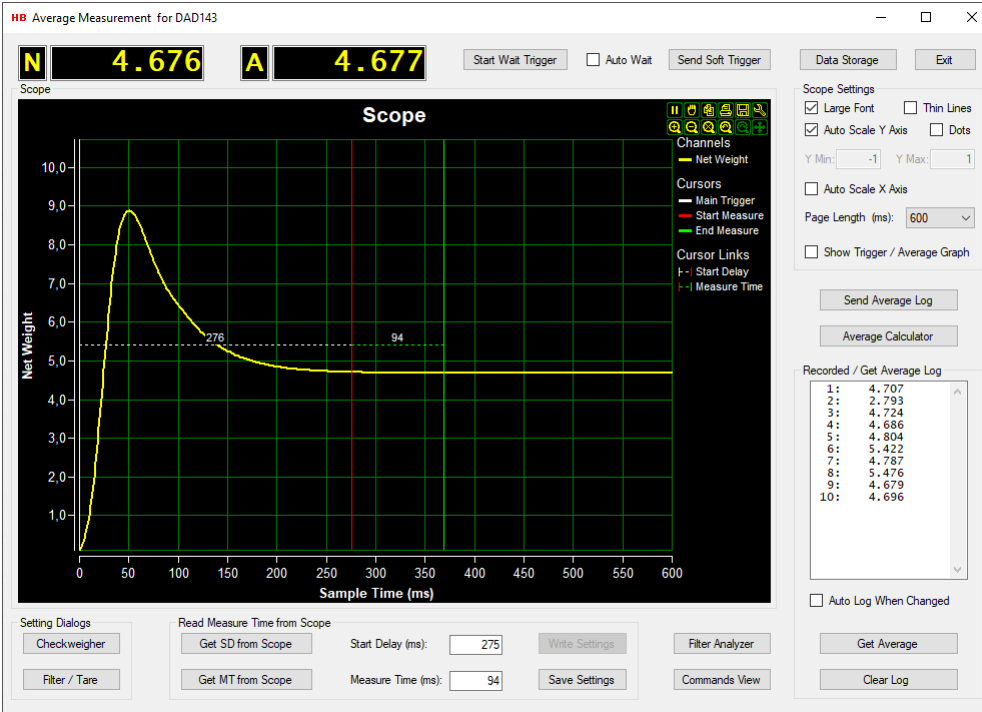 HB Average Measurement for DAD143
N 4.676 A 4.677 Start Wait Trigger Auto Wait Send Soft Trigger Data Storage Exit
Scope
Scope
Channels
Net Weight
Cursors
Main Trigger
Start Measure
End Measure
Cursor Links
Start Delay
Measure Time
Net Weight
10,0
9,0
8,0
7,0
6,0
5,0
4,0
3,0
2,0
1,0
276 94
0 50 100 150 200 250 300 350 400 450 500 550 600
Sample Time (ms)
Scope Settings
Large Font Thin Lines
Auto Scale Y Axis Dots
Y Min: -1 Y Max: 1
Auto Scale X Axis
Page Length (ms): 600
Show Trigger / Average Graph
Send Average Log
Average Calculator
Recorded / Get Average Log
1: 4.707
2: 2.793
3: 4.724
4: 4.686
5: 4.804
6: 5.422
7: 4.787
8: 5.476
9: 4.679
10: 4.696
Auto Log When Changed
Get Average
Clear Log
Setting Dialogs
Checkweigher
Filter / Tare
Read Measure Time from Scope
Get SD from Scope Start Delay (ms): 275 Write Settings
Get MT from Scope Measure Time (ms): 94 Save Settings
Filter Analyzer
Commands View